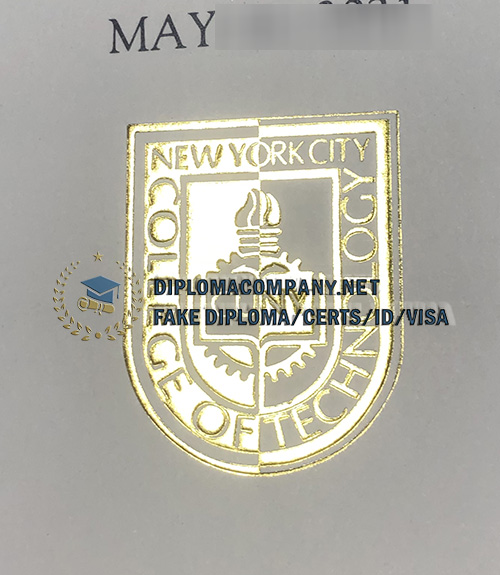 MAY
NEW YORK CITY
COLLEGE OF TECHNOLOGY
DIPLOMACOMPANY.NET
FAKE DIPLOMA/CERTS/ID/VISA